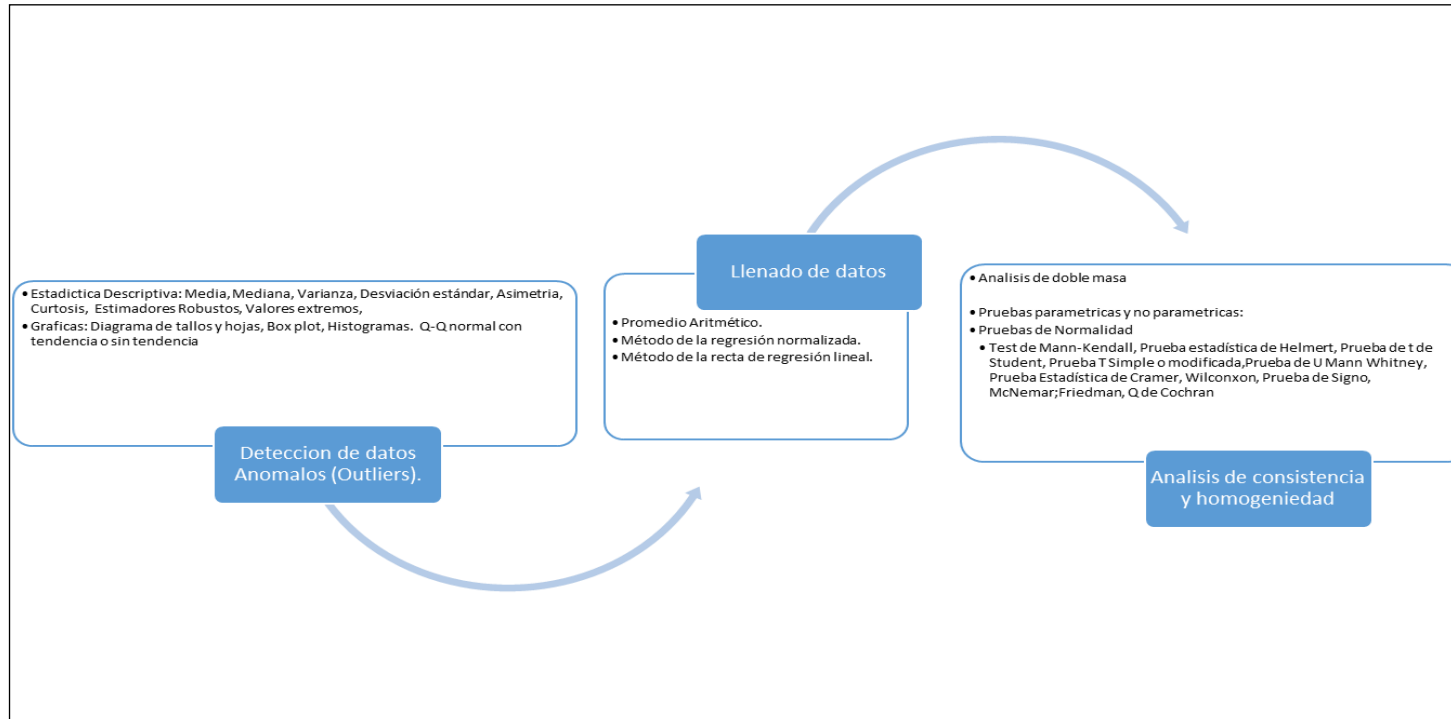 • Estadictica Descriptiva: Media, Mediana, Varianza, Desviación estándar, Asimetria,
Curtosis, Estimadores Robustos, Valores extremos,
• Graficas: Diagrama de tallos y hojas, Box plot, Histogramas. Q-Q normal con
tendencia o sin tendencia
Deteccion de datos
Anomalos (Outliers).
Llenado de datos
• Promedio Aritmético.
• Método de la regresión normalizada.
• Método de la recta de regresión lineal.
• Analisis de doble masa
• Pruebas parametricas y no parametricas:
• Pruebas de Normalidad
• Test de Mann-Kendall, Prueba estadística de Helmert, Prueba de t de
Student, Prueba T Simple o modificada,Prueba de U Mann Whitney,
Prueba Estadística de Cramer, Wilconxon, Prueba de Signo,
McNemar;Friedman, Q de Cochran
Analisis de consistencia
y homogeniedad